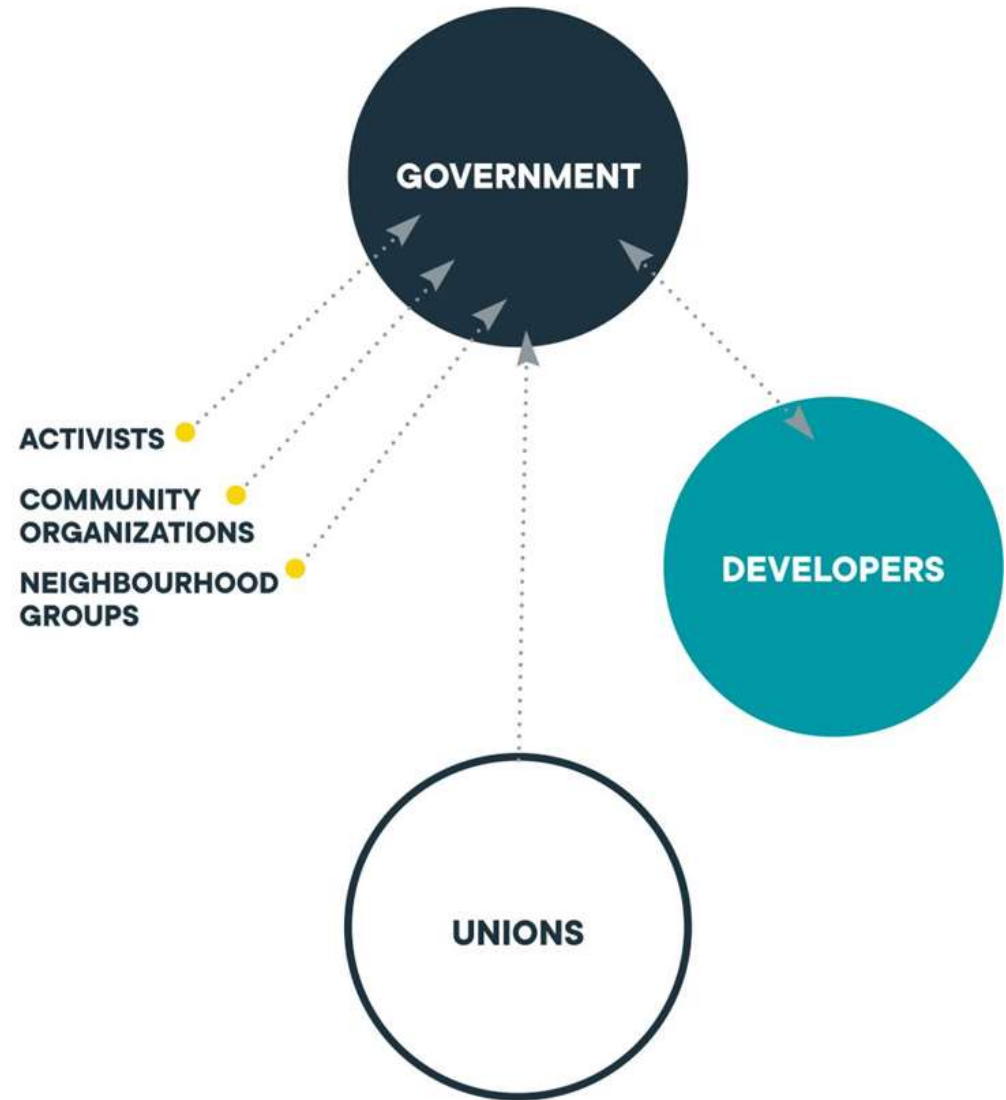 GOVERNMENT
ACTIVISTS
COMMUNITY
ORGANIZATIONS
NEIGHBOURHOOD
GROUPS
DEVELOPERS
UNIONS